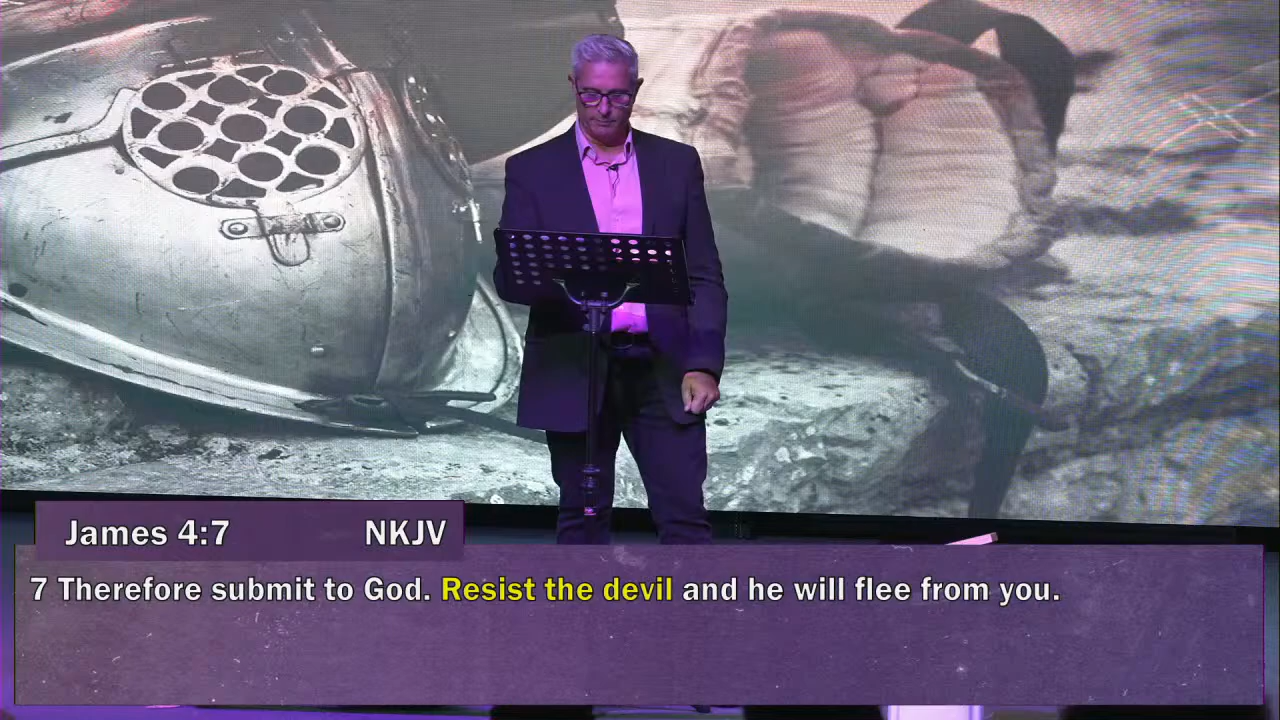 James 4:7 NKJV
7 Therefore submit to God. Resist the devil and he will flee from you.